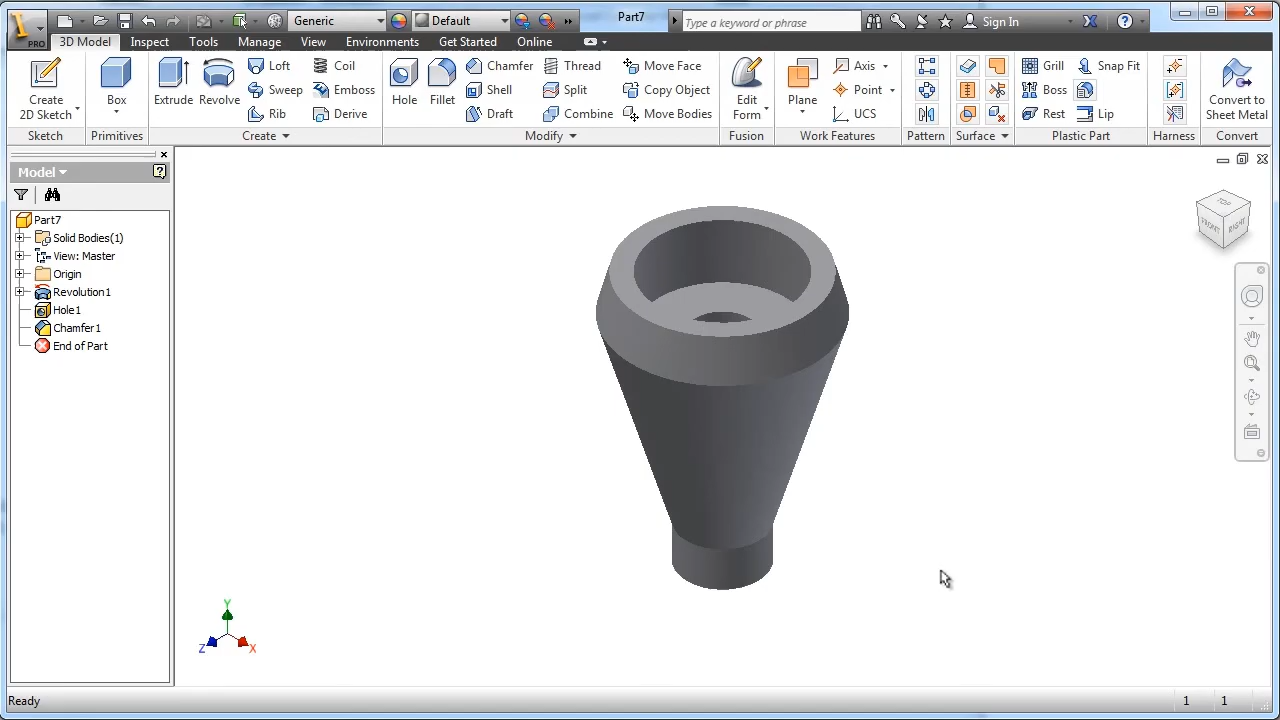 Generic
Default
Part7
Type a keyword or phrase
Sign In
PRO
3D Model Inspect Tools Manage View Environments Get Started Online
Create 2D Sketch
Sketch
Box
Primitives
Extrude Revolve
Loft Coil
Sweep Emboss
Rib Derive
Create
Hole Fillet
Chamfer Thread Move Face
Shell Split Copy Object
Draft Combine Move Bodies
Modify
Edit Form
Fusion
Plane
Axis
Point
UCS
Work Features
Pattern
Surface
Grill Snap Fit
Boss
Rest Lip
Plastic Part
Harness
Convert to Sheet Metal
Convert
Model
Part7
Solid Bodies(1)
View: Master
Origin
Revolution1
Hole1
Chamfer1
End of Part
TOP
FRONT RIGHT
Y
Z X
Ready
1 1